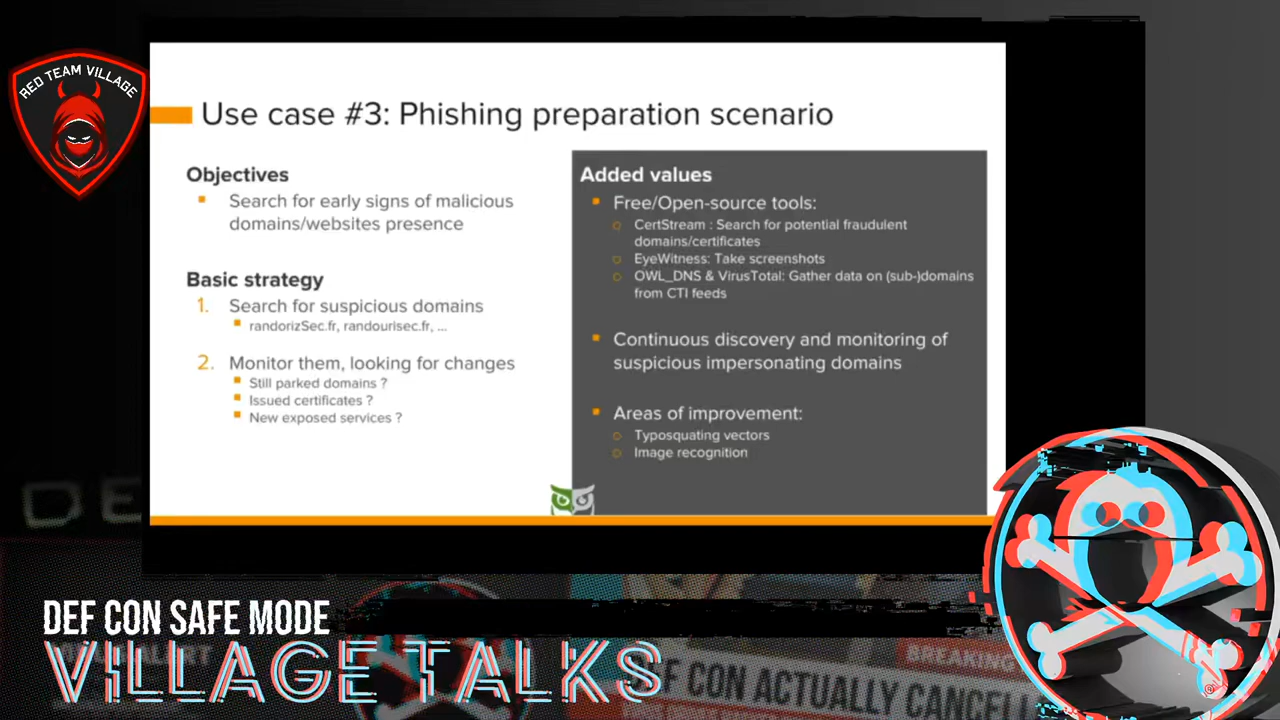 RED TEAM VILLAGE
Use case #3: Phishing preparation scenario
Objectives
Search for early signs of malicious
domains/websites presence
Basic strategy
1. Search for suspicious domains
randorizSec.fr, randourisec.fr, ...
2. Monitor them, looking for changes
Still parked domains ?
Issued certificates ?
New exposed services ?
Added values
Free/Open-source tools:
CertStream : Search for potential fraudulent
domains/certificates
EyeWitness: Take screenshots
OWL_DNS & VirusTotal: Gather data on (sub-)domains
from CTI feeds
Continuous discovery and monitoring of
suspicious impersonating domains
Areas of improvement:
Typosquating vectors
Image recognition
DE
DEF CON SAFE MODE
VILLAGE TALKS
BREAKING
DEF CON ACTUALLY CANCELL